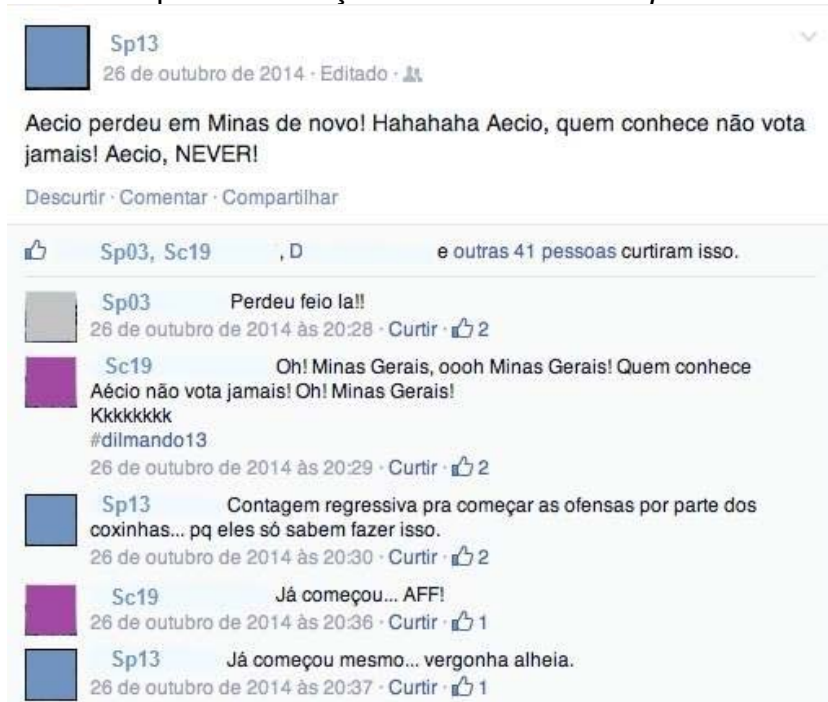 Sp13
26 de outubro de 2014 · Editado ·
Aecio perdeu em Minas de novo! Hahahaha Aecio, quem conhece não vota
jamais! Aecio, NEVER!
Descurtir · Comentar · Compartilhar
Sp03, Sc19 , D e outras 41 pessoas curtiram isso.
Sp03 Perdeu feio la!!
26 de outubro de 2014 às 20:28 · Curtir · 2
Sc19 Oh! Minas Gerais, oooh Minas Gerais! Quem conhece
Aécio não vota jamais! Oh! Minas Gerais!
Kkkkkkkk
#dilmando13
26 de outubro de 2014 às 20:29 · Curtir · 2
Sp13 Contagem regressiva pra começar as ofensas por parte dos
coxinhas... pq eles só sabem fazer isso.
26 de outubro de 2014 às 20:30 · Curtir · 2
Sc19 Já começou... AFF!
26 de outubro de 2014 às 20:36 · Curtir · 1
Sp13 Já começou mesmo... vergonha alheia.
26 de outubro de 2014 às 20:37 · Curtir · 1